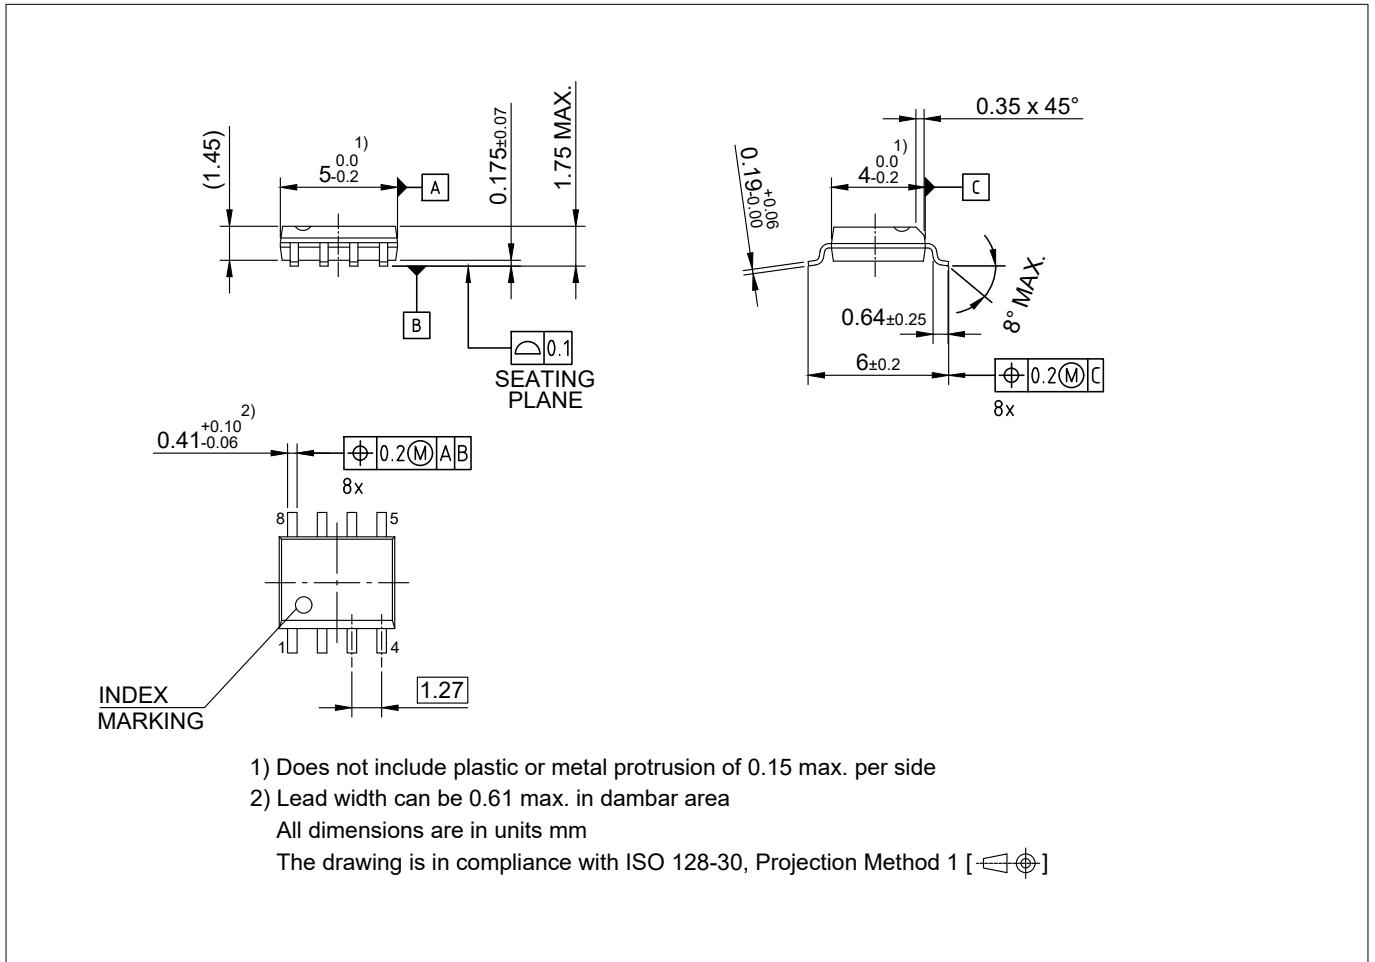 (1.45)
5 0.0 -0.2 1)
A
0.175±0.07
1.75 MAX.
B
⌓ 0.1
SEATING
PLANE
0.35 x 45°
0.19 +0.06 -0.00
4 0.0 -0.2 1)
C
8° MAX.
0.64±0.25
6±0.2
⌖ 0.2 Ⓜ C
8x
0.41 +0.10 -0.06 2)
⌖ 0.2 Ⓜ A B
8x
8 5
1 4
INDEX
MARKING
1.27
1) Does not include plastic or metal protrusion of 0.15 max. per side
2) Lead width can be 0.61 max. in dambar area
All dimensions are in units mm
The drawing is in compliance with ISO 128-30, Projection Method 1 [ ]